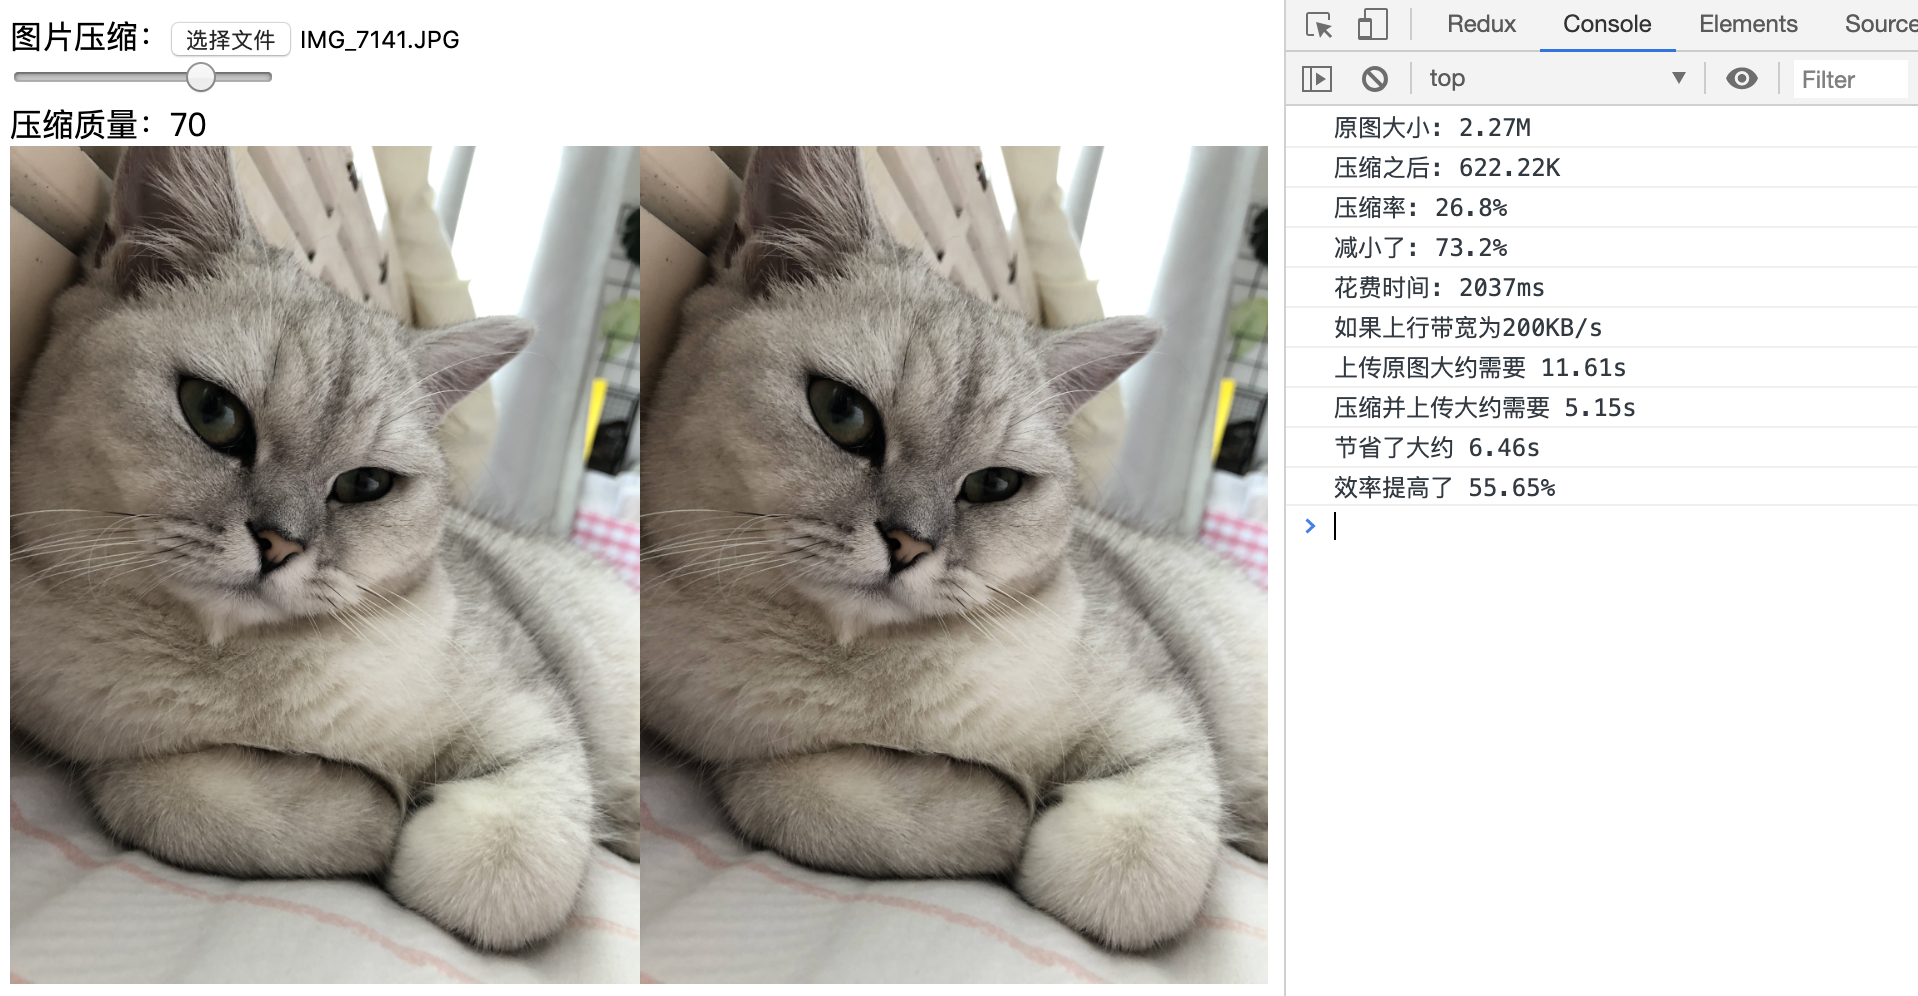 图片压缩： 选择文件 IMG_7141.JPG
压缩质量：70
Redux Console Elements Source
top Filter
原图大小: 2.27M
压缩之后: 622.22K
压缩率: 26.8%
减小了: 73.2%
花费时间: 2037ms
如果上行带宽为200KB/s
上传原图大约需要 11.61s
压缩并上传大约需要 5.15s
节省了大约 6.46s
效率提高了 55.65%